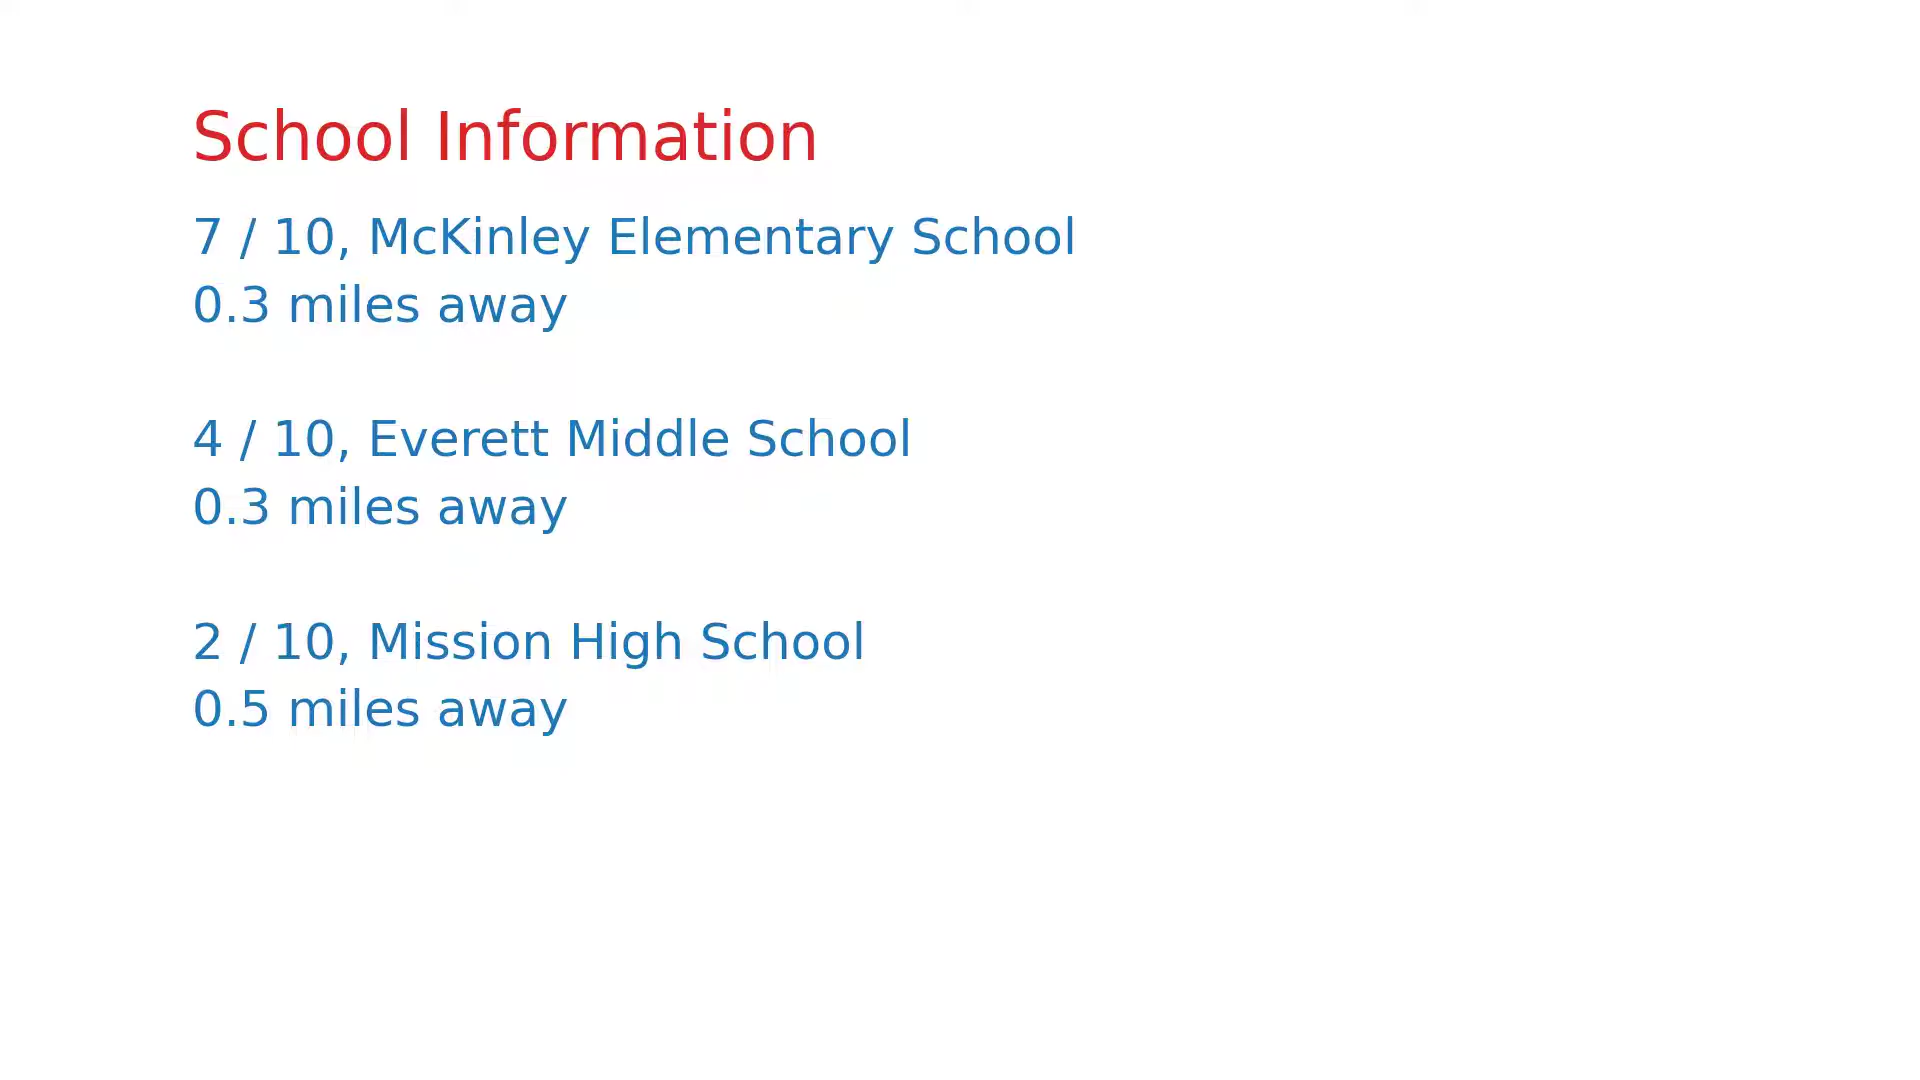 School Information
7 / 10, McKinley Elementary School
0.3 miles away
4 / 10, Everett Middle School
0.3 miles away
2 / 10, Mission High School
0.5 miles away